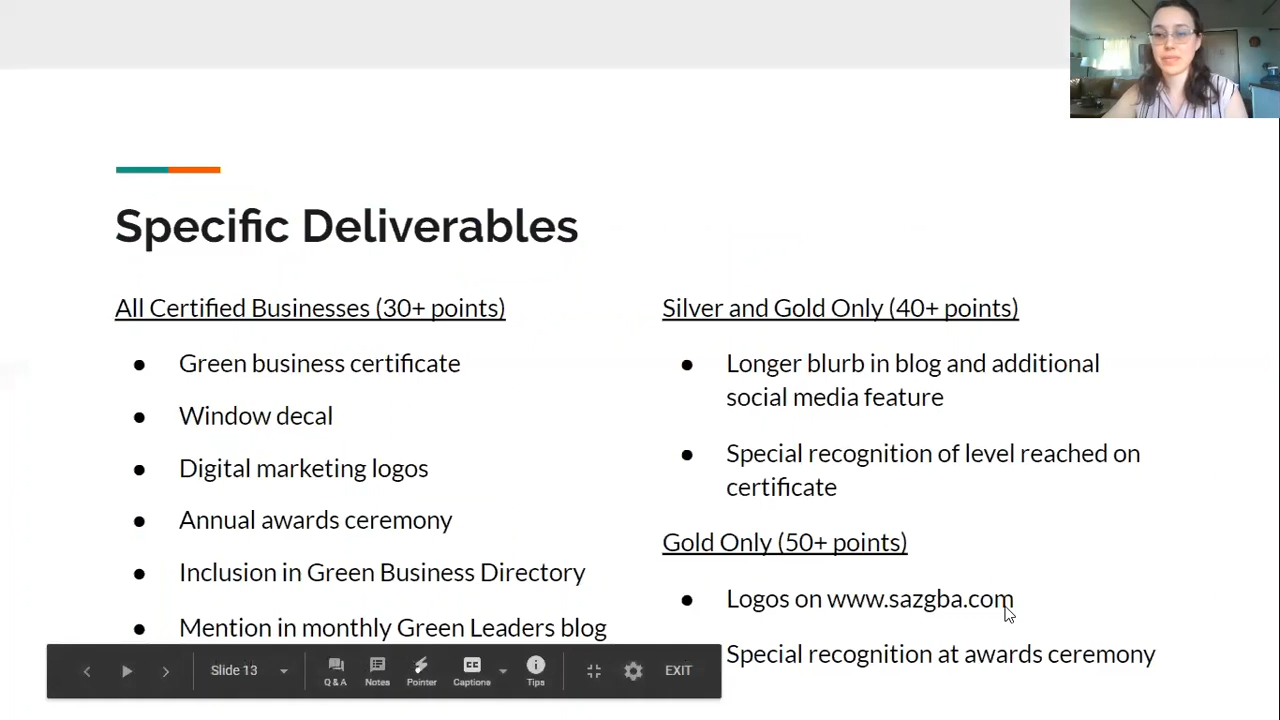 Specific Deliverables
All Certified Businesses (30+ points)
● Green business certificate
● Window decal
● Digital marketing logos
● Annual awards ceremony
● Inclusion in Green Business Directory
● Mention in monthly Green Leaders blog
Silver and Gold Only (40+ points)
● Longer blurb in blog and additional
social media feature
● Special recognition of level reached on
certificate
Gold Only (50+ points)
● Logos on www.sazgba.com
Special recognition at awards ceremony
Slide 13
Q & A
Notes
Pointer
CC
Captions
Tips
EXIT